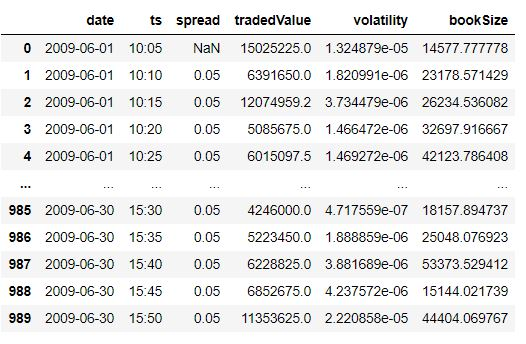 date ts spread tradedValue volatility bookSize
0 2009-06-01 10:05 NaN 15025225.0 1.324879e-05 14577.777778
1 2009-06-01 10:10 0.05 6391650.0 1.820991e-05 23178.571429
2 2009-06-01 10:15 0.05 12074959.2 3.734479e-06 26234.536082
3 2009-06-01 10:20 0.05 5085675.0 1.466472e-06 32697.916667
4 2009-06-01 10:25 0.05 6015097.5 1.469272e-06 42123.786408
... ... ... ... ... ... ...
985 2009-06-30 15:30 0.05 4246000.0 4.717559e-07 18157.894737
986 2009-06-30 15:35 0.05 5223450.0 1.888859e-06 25048.076923
987 2009-06-30 15:40 0.05 6228825.0 3.881689e-06 53373.529412
988 2009-06-30 15:45 0.05 6852675.0 4.237572e-06 15144.021739
989 2009-06-30 15:50 0.05 11353625.0 2.220858e-05 44404.069767